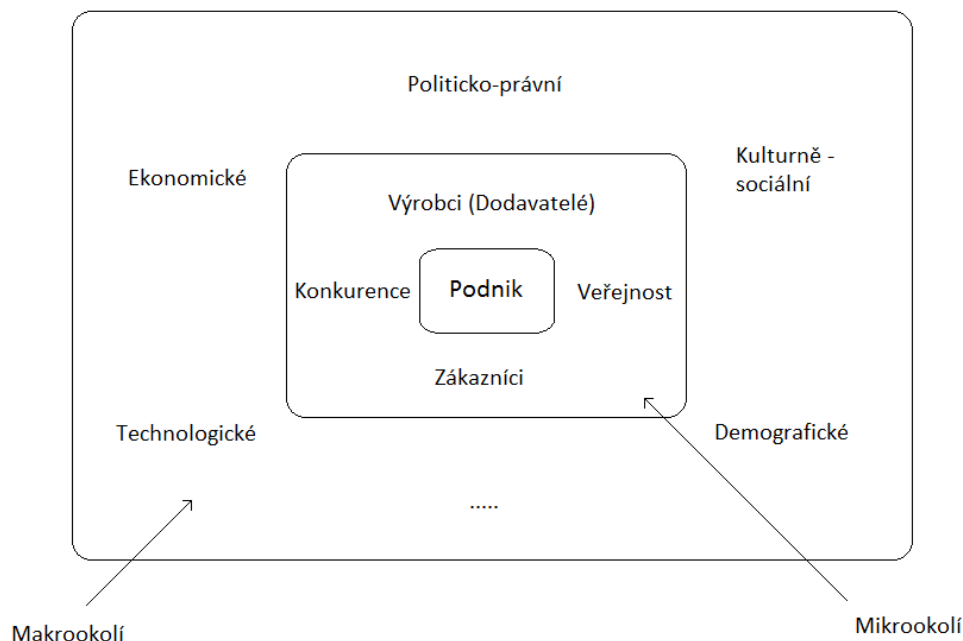 Politicko-právní
Ekonomické
Kulturně -
sociální
Výrobci (Dodavatelé)
Konkurence
Podnik
Veřejnost
Zákazníci
Technologické
Demografické
.....
Makrookolí
Mikrookolí